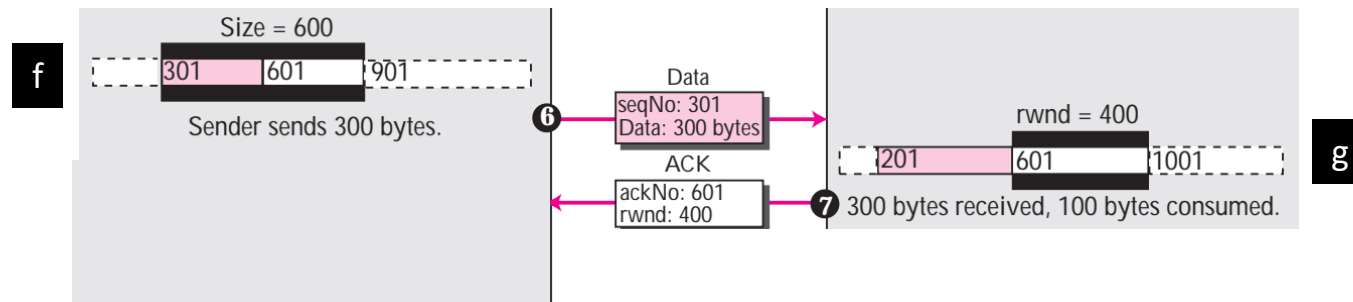 f
Size = 600
301 601 901
Sender sends 300 bytes.
6
Data
seqNo: 301
Data: 300 bytes
ACK
ackNo: 601
rwnd: 400
7
rwnd = 400
201 601 1001
300 bytes received, 100 bytes consumed.
g